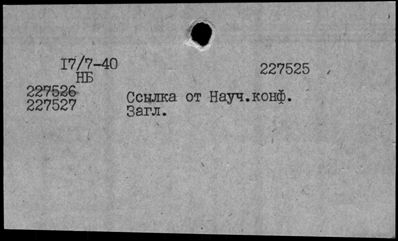 17/7-40 227525
НБ
227526
227527 Ссылка от Науч.конф.
Загл.